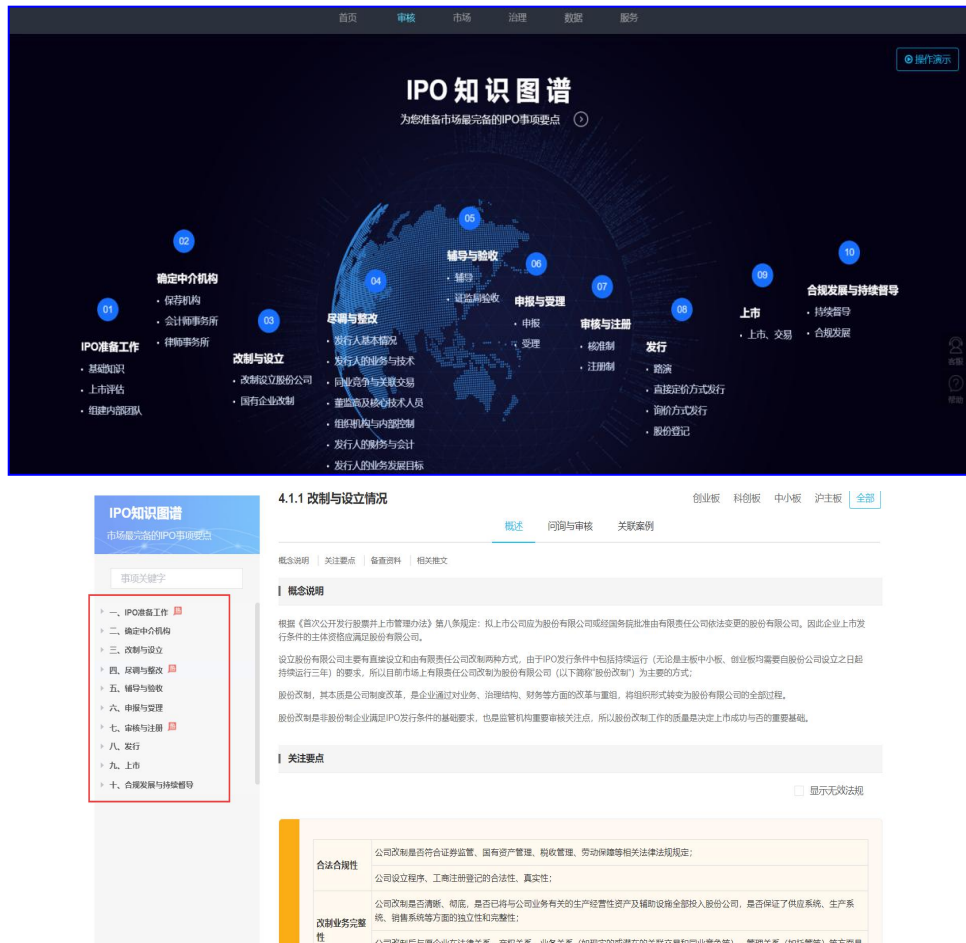 首页 审核 市场 治理 数据 服务
操作演示
IPO 知识图谱
为您准备市场最完备的IPO事项要点
01
IPO准备工作
· 基础知识
· 上市评估
· 组建内部团队
02
确定中介机构
· 保荐机构
· 会计师事务所
· 律师事务所
03
改制与设立
· 改制设立股份公司
· 国有企业改制
04
尽调与整改
· 发行人基本情况
· 发行人的业务与技术
· 同业竞争与关联交易
· 董监高及核心技术人员
· 组织机构与内部控制
· 发行人的财务与会计
· 发行人的业务发展目标
05
辅导与验收
· 辅导
· 证监局验收
06
申报与受理
· 申报
· 受理
07
审核与注册
· 核准制
· 注册制
08
发行
· 路演
· 直接定价方式发行
· 询价方式发行
· 股份登记
09
上市
· 上市、交易
10
合规发展与持续督导
· 持续督导
· 合规发展
客服
帮助
IPO知识图谱
市场最完备的IPO事项要点
事项关键字
一、IPO准备工作 热
二、确定中介机构
三、改制与设立
四、尽调与整改 热
五、辅导与验收
六、申报与受理
七、审核与注册 热
八、发行
九、上市
十、合规发展与持续督导
4.1.1 改制与设立情况
创业板 科创板 中小板 沪主板 全部
概述 问询与审核 关联案例
概念说明 关注要点 备查资料 相关推文
概念说明
根据《首次公开发行股票并上市管理办法》第八条规定：拟上市公司应为股份有限公司或经国务院批准由有限责任公司依法变更的股份有限公司。因此企业上市发
行条件的主体资格应满足股份有限公司。
设立股份有限公司主要有直接设立和由有限责任公司改制两种方式，由于IPO发行条件中包括持续运行（无论是主板中小板、创业板均需要自股份公司设立之日起
持续运行三年）的要求，所以目前市场上有限责任公司改制为股份有限公司（以下简称"股份改制"）为主要的方式；
股份改制，其本质是公司制度改革，是企业通过对业务、治理结构、财务等方面的改革与重组，将组织形式转变为股份有限公司的全部过程。
股份改制是非股份制企业满足IPO发行条件的基础要求，也是监管机构重要审核关注点，所以股份改制工作的质量是决定上市成功与否的重要基础。
关注要点
显示无效法规
合法合规性
公司改制是否符合证券监管、国有资产管理、税收管理、劳动保障等相关法律法规规定；
公司设立程序、工商注册登记的合法性、真实性；
改制业务完整
性
公司改制是否清晰、彻底，是否已将与公司业务有关的生产经营性资产及辅助设施全部投入股份公司，是否保证了供应系统、生产系
统、销售系统等方面的独立性和完整性；